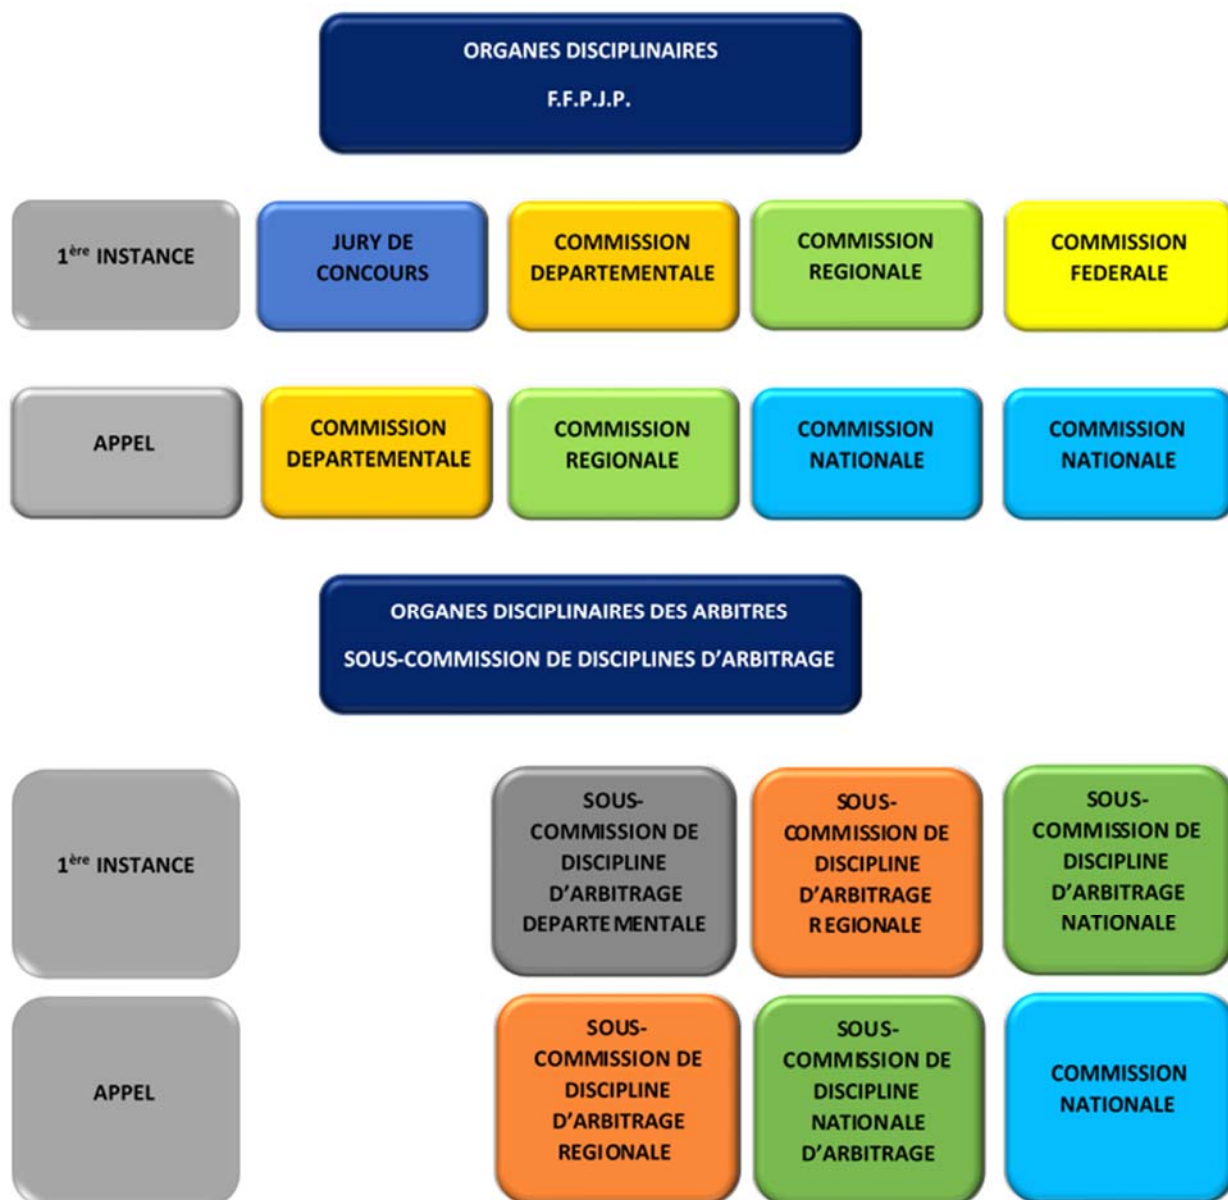 ORGANES DISCIPLINAIRES
F.F.P.J.P.
1ère INSTANCE
JURY DE
CONCOURS
COMMISSION
DEPARTEMENTALE
COMMISSION
REGIONALE
COMMISSION
FEDERALE
APPEL
COMMISSION
DEPARTEMENTALE
COMMISSION
REGIONALE
COMMISSION
NATIONALE
COMMISSION
NATIONALE
ORGANES DISCIPLINAIRES DES ARBITRES
SOUS-COMMISSION DE DISCIPLINES D'ARBITRAGE
1ère INSTANCE
SOUS-
COMMISSION DE
DISCIPLINE
D'ARBITRAGE
DEPARTEMENTALE
SOUS-
COMMISSION DE
DISCIPLINE
D'ARBITRAGE
REGIONALE
SOUS-
COMMISSION DE
DISCIPLINE
D'ARBITRAGE
NATIONALE
APPEL
SOUS-
COMMISSION DE
DISCIPLINE
D'ARBITRAGE
REGIONALE
SOUS-
COMMISSION DE
DISCIPLINE
NATIONALE
D'ARBITRAGE
COMMISSION
NATIONALE